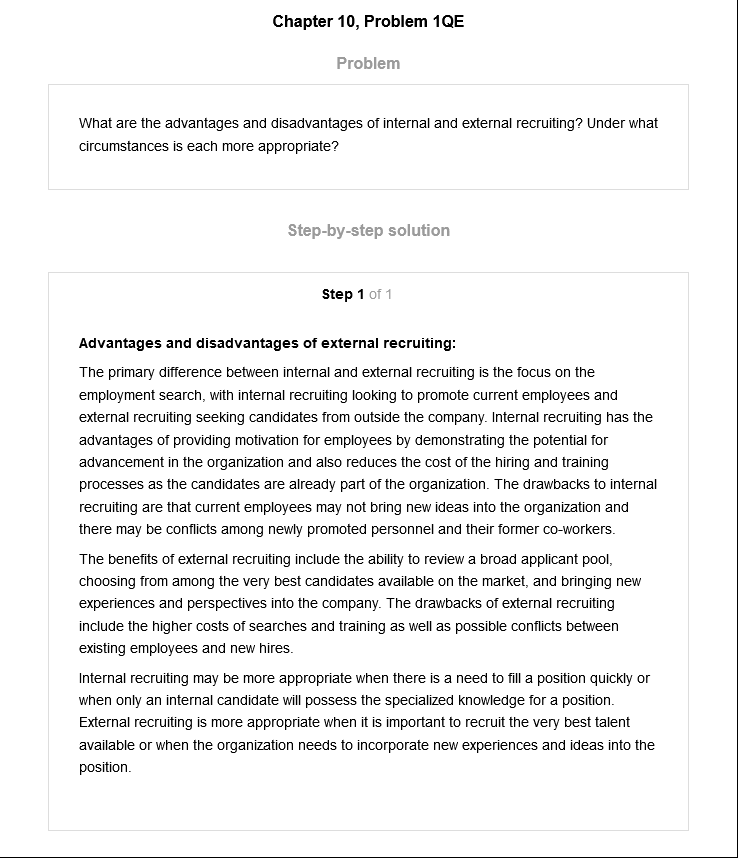 Chapter 10, Problem 1QE
Problem
What are the advantages and disadvantages of internal and external recruiting? Under what
circumstances is each more appropriate?
Step-by-step solution
Step 1 of 1
Advantages and disadvantages of external recruiting:
The primary difference between internal and external recruiting is the focus on the
employment search, with internal recruiting looking to promote current employees and
external recruiting seeking candidates from outside the company. Internal recruiting has the
advantages of providing motivation for employees by demonstrating the potential for
advancement in the organization and also reduces the cost of the hiring and training
processes as the candidates are already part of the organization. The drawbacks to internal
recruiting are that current employees may not bring new ideas into the organization and
there may be conflicts among newly promoted personnel and their former co-workers.
The benefits of external recruiting include the ability to review a broad applicant pool,
choosing from among the very best candidates available on the market, and bringing new
experiences and perspectives into the company. The drawbacks of external recruiting
include the higher costs of searches and training as well as possible conflicts between
existing employees and new hires.
Internal recruiting may be more appropriate when there is a need to fill a position quickly or
when only an internal candidate will possess the specialized knowledge for a position.
External recruiting is more appropriate when it is important to recruit the very best talent
available or when the organization needs to incorporate new experiences and ideas into the
position.